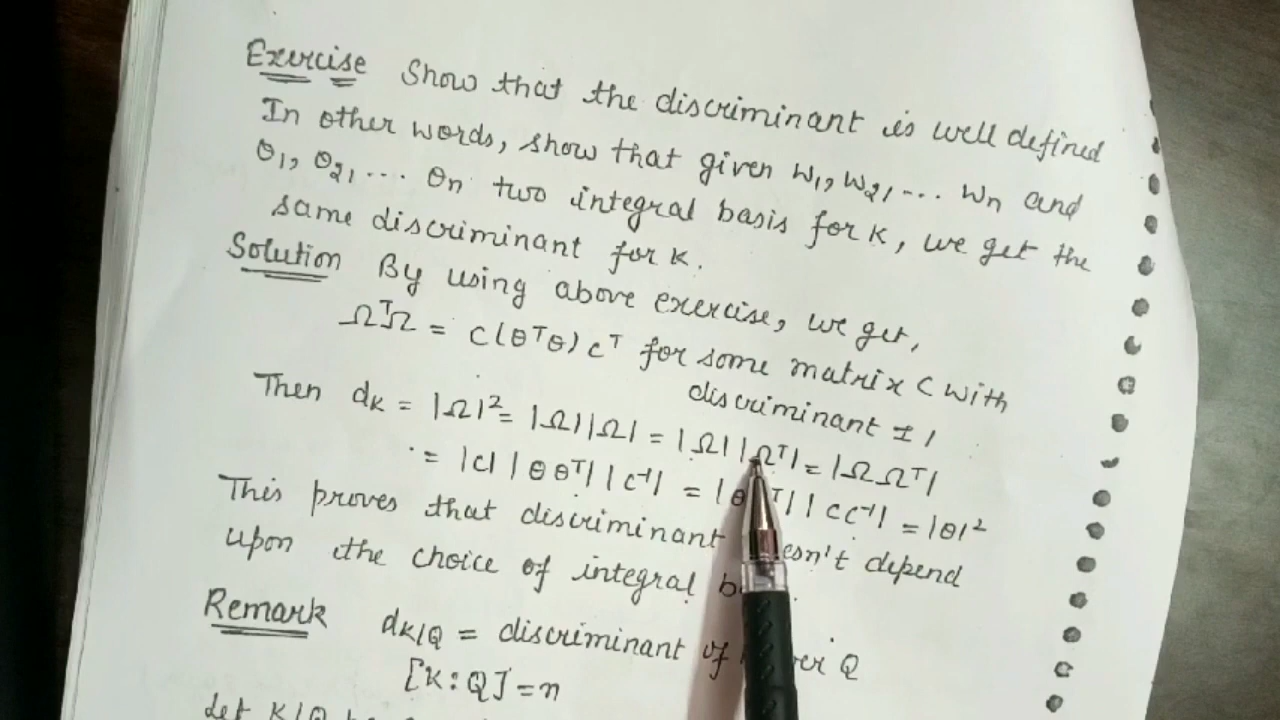 Exercise Show that the discriminant is well defined
In other words, show that given w₁, w₂, ... wn and
θ₁, θ₂, ... θn two integral basis for K, we get the
same discriminant for K.
Solution By using above exercise, we get,
ΩᵀΩ = C(θᵀθ)Cᵀ for some matrix C with
discriminant ±1
Then dK = |Ω|² = |Ω||Ω| = |Ω||Ωᵀ| = |ΩΩᵀ|
= |C| |θθᵀ| |C⁻¹| = |θ ᵀ| |CC⁻¹| = |θ|²
This proves that discriminant esn't depend
upon the choice of integral
Remark dK/Q = discriminant of Q
[K:Q] = n
Let K/Q